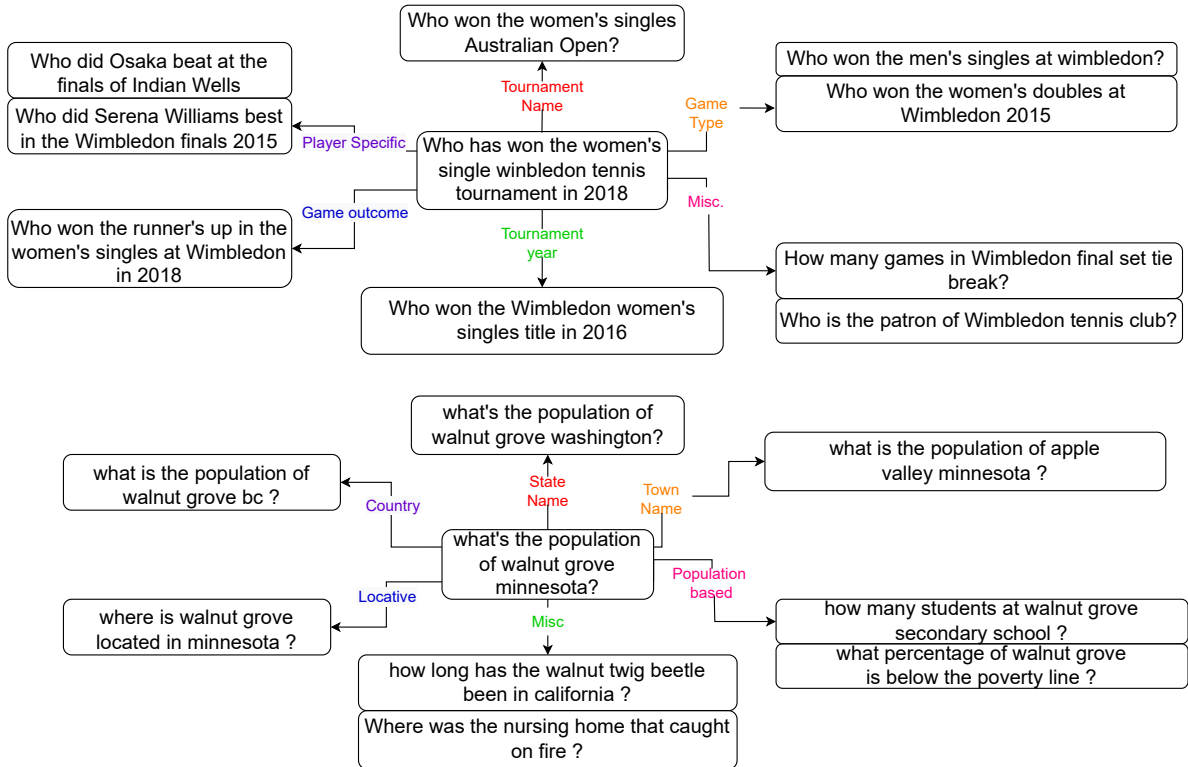 Who won the women's singles
Australian Open?
Who did Osaka beat at the
finals of Indian Wells
Who did Serena Williams best
in the Wimbledon finals 2015
Tournament
Name
Who won the men's singles at wimbledon?
Who won the women's doubles at
Wimbledon 2015
Game
Type
Player Specific
Who has won the women's
single winbledon tennis
tournament in 2018
Misc.
Game outcome
Who won the runner's up in the
women's singles at Wimbledon
in 2018
Tournament
year
How many games in Wimbledon final set tie
break?
Who is the patron of Wimbledon tennis club?
Who won the Wimbledon women's
singles title in 2016
what's the population of
walnut grove washington?
what is the population of
walnut grove bc ?
what is the population of apple
valley minnesota ?
Country
State
Name
Town
Name
what's the population
of walnut grove
minnesota?
Population
based
Locative
where is walnut grove
located in minnesota ?
Misc
how many students at walnut grove
secondary school ?
what percentage of walnut grove
is below the poverty line ?
how long has the walnut twig beetle
been in california ?
Where was the nursing home that caught
on fire ?